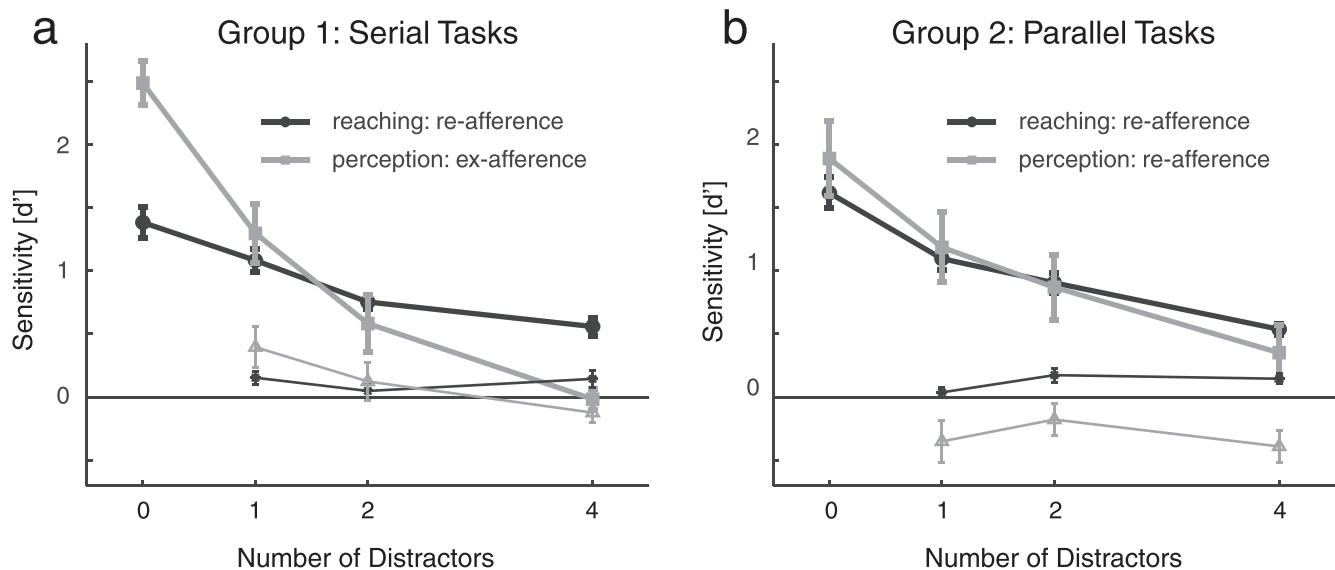 a
Group 1: Serial Tasks
reaching: re-afference
perception: ex-afference
Sensitivity [d']
2
1
0
0 1 2 4
Number of Distractors
b
Group 2: Parallel Tasks
reaching: re-afference
perception: re-afference
Sensitivity [d']
2
1
0
0 1 2 4
Number of Distractors